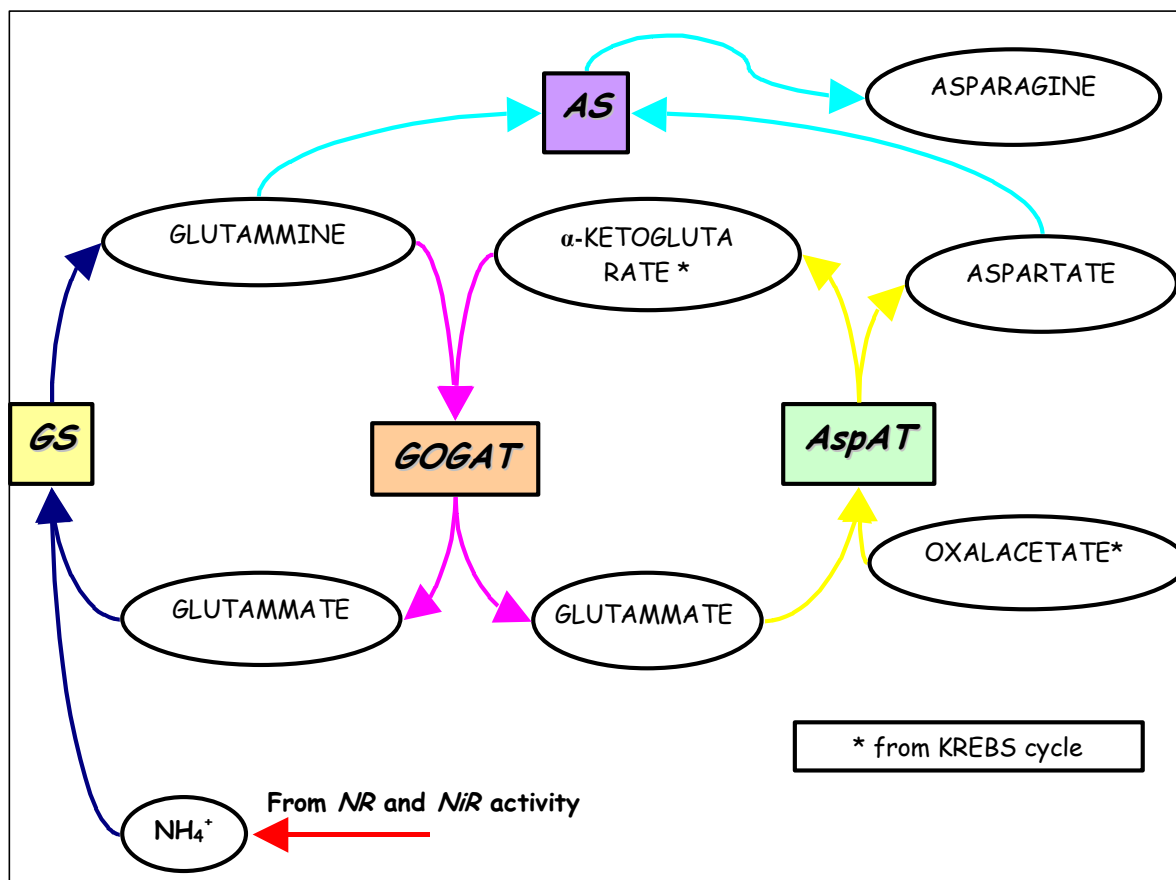 AS
ASPARAGINE
GLUTAMMINE
α-KETOGLUTA
RATE *
ASPARTATE
GS
GOGAT
AspAT
OXALACETATE*
GLUTAMMATE
GLUTAMMATE
* from KREBS cycle
From NR and NiR activity
NH₄⁺